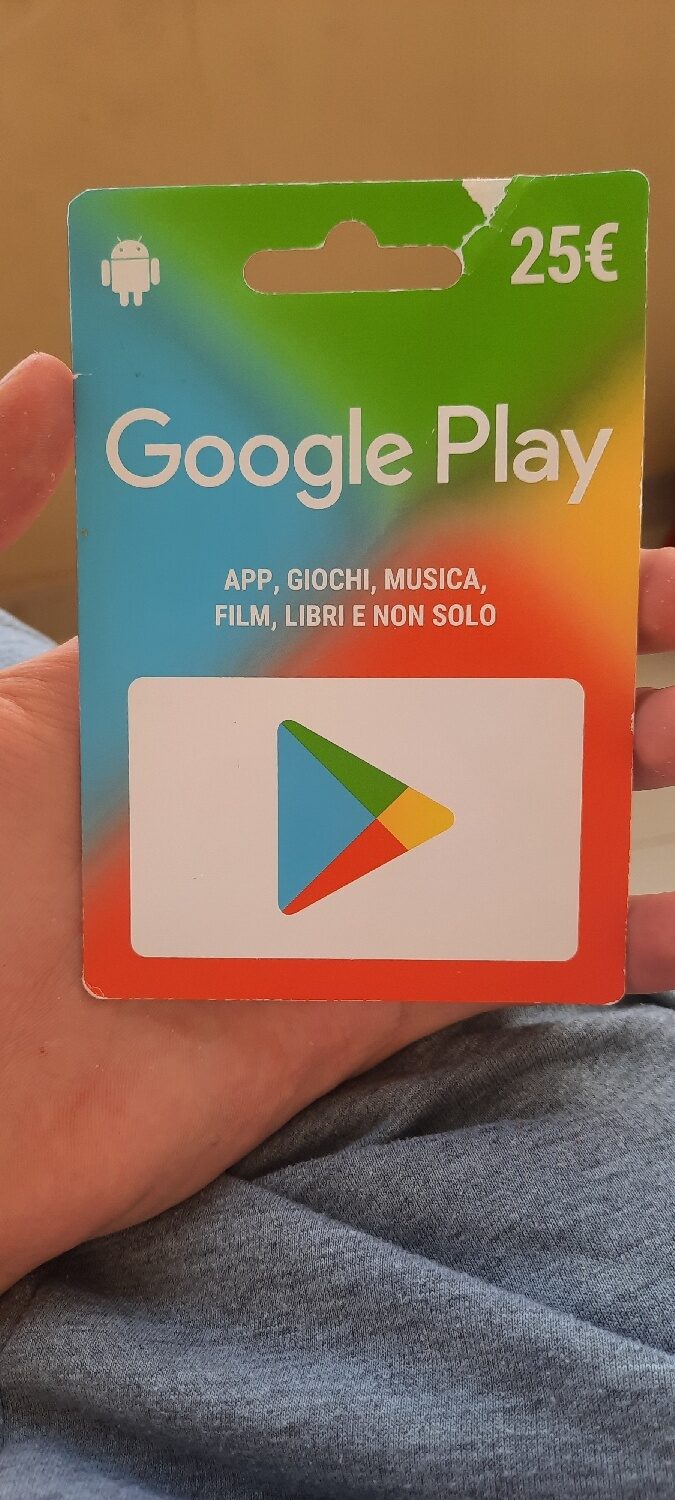 25€
Google Play
APP, GIOCHI, MUSICA,
FILM, LIBRI E NON SOLO